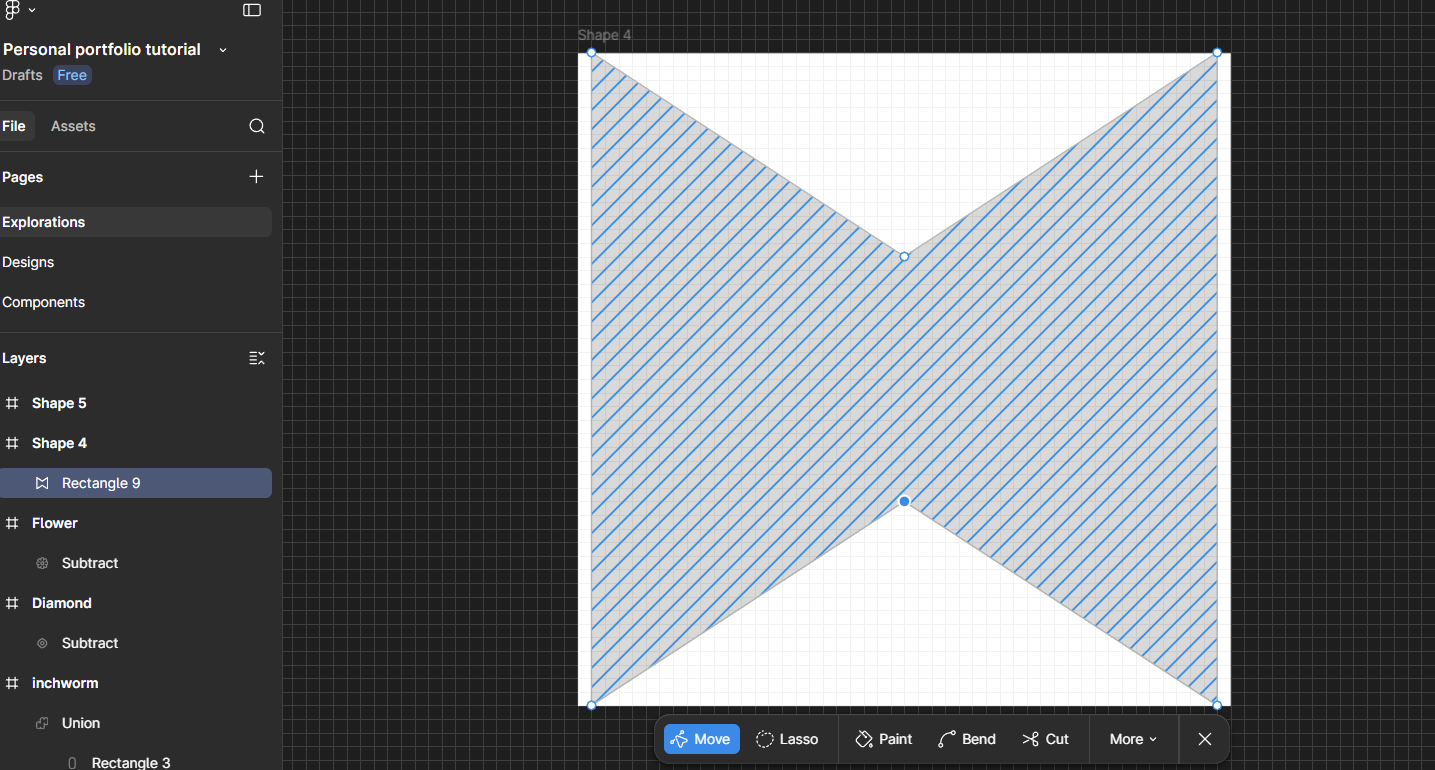 Shape 4
Personal portfolio tutorial
Drafts Free
File Assets
Pages
Explorations
Designs
Components
Layers
Shape 5
Shape 4
Rectangle 9
Flower
Subtract
Diamond
Subtract
inchworm
Union
Rectangle 3
Move Lasso Paint Bend Cut More